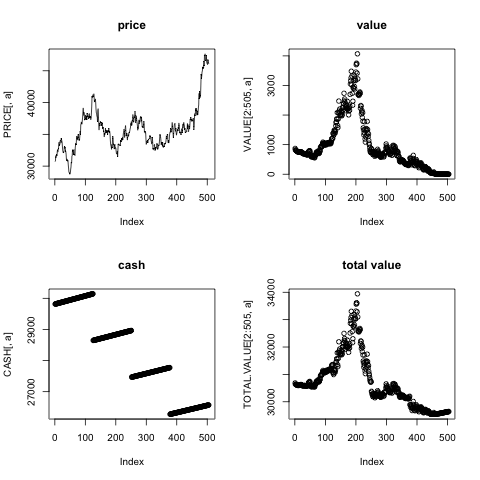 price
PRICE[, a]
30000
40000
0
100
200
300
400
500
Index
value
VALUE[2:505, a]
0
1000
3000
0
100
200
300
400
500
Index
cash
CASH[, a]
27000
29000
0
100
200
300
400
500
Index
total value
TOTAL.VALUE[2:505, a]
30000
32000
34000
0
100
200
300
400
500
Index